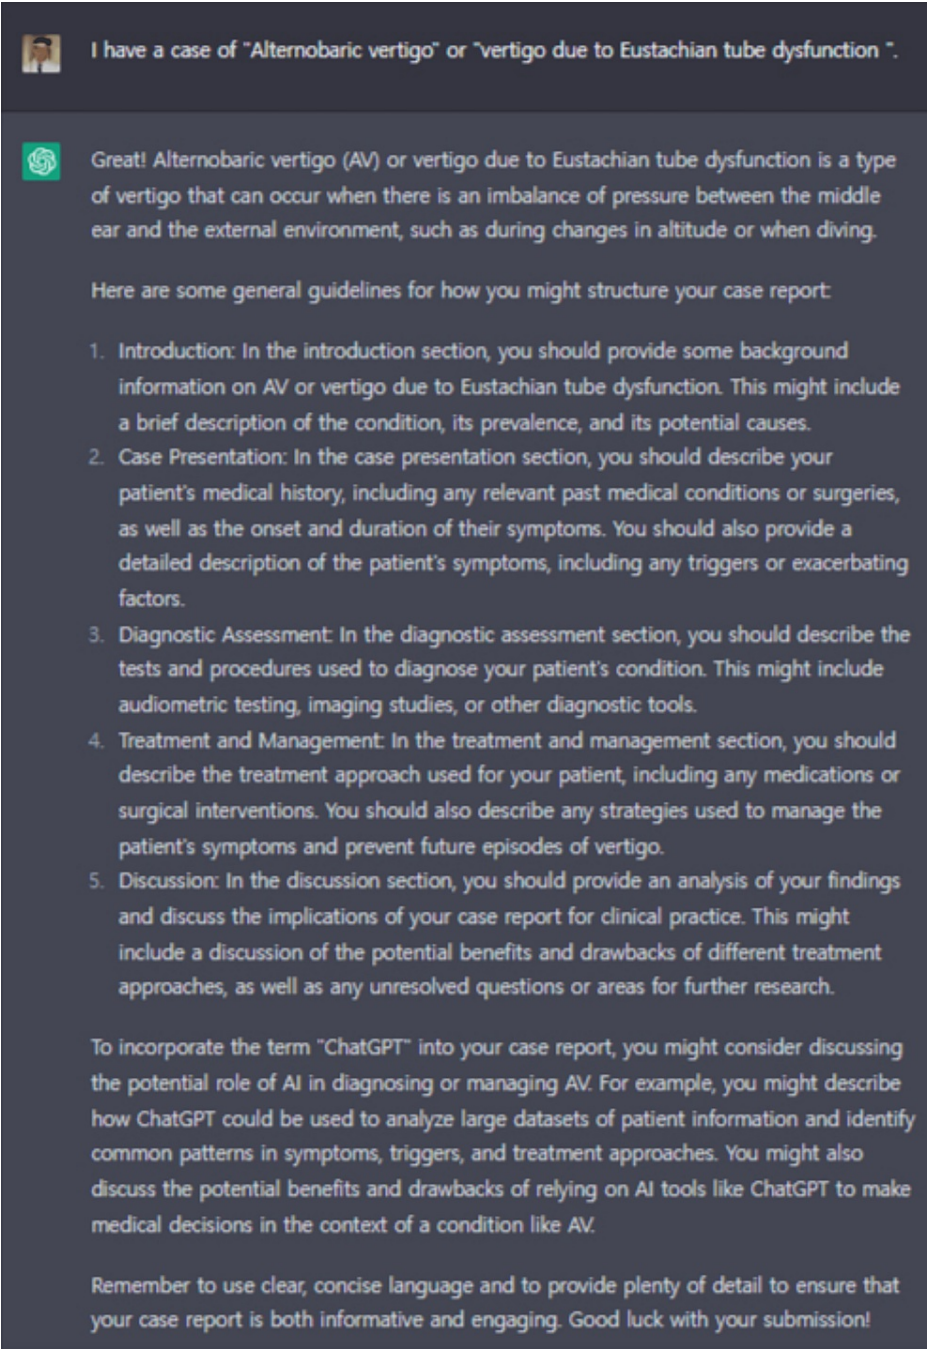 I have a case of "Alternobaric vertigo" or "vertigo due to Eustachian tube dysfunction ".
Great! Alternobaric vertigo (AV) or vertigo due to Eustachian tube dysfunction is a type
of vertigo that can occur when there is an imbalance of pressure between the middle
ear and the external environment, such as during changes in altitude or when diving.
Here are some general guidelines for how you might structure your case report:
1. Introduction: In the introduction section, you should provide some background
information on AV or vertigo due to Eustachian tube dysfunction. This might include
a brief description of the condition, its prevalence, and its potential causes.
2. Case Presentation: In the case presentation section, you should describe your
patient's medical history, including any relevant past medical conditions or surgeries,
as well as the onset and duration of their symptoms. You should also provide a
detailed description of the patient's symptoms, including any triggers or exacerbating
factors.
3. Diagnostic Assessment: In the diagnostic assessment section, you should describe the
tests and procedures used to diagnose your patient's condition. This might include
audiometric testing, imaging studies, or other diagnostic tools.
4. Treatment and Management: In the treatment and management section, you should
describe the treatment approach used for your patient, including any medications or
surgical interventions. You should also describe any strategies used to manage the
patient's symptoms and prevent future episodes of vertigo.
5. Discussion: In the discussion section, you should provide an analysis of your findings
and discuss the implications of your case report for clinical practice. This might
include a discussion of the potential benefits and drawbacks of different treatment
approaches, as well as any unresolved questions or areas for further research.
To incorporate the term "ChatGPT" into your case report, you might consider discussing
the potential role of AI in diagnosing or managing AV. For example, you might describe
how ChatGPT could be used to analyze large datasets of patient information and identify
common patterns in symptoms, triggers, and treatment approaches. You might also
discuss the potential benefits and drawbacks of relying on AI tools like ChatGPT to make
medical decisions in the context of a condition like AV.
Remember to use clear, concise language and to provide plenty of detail to ensure that
your case report is both informative and engaging. Good luck with your submission!